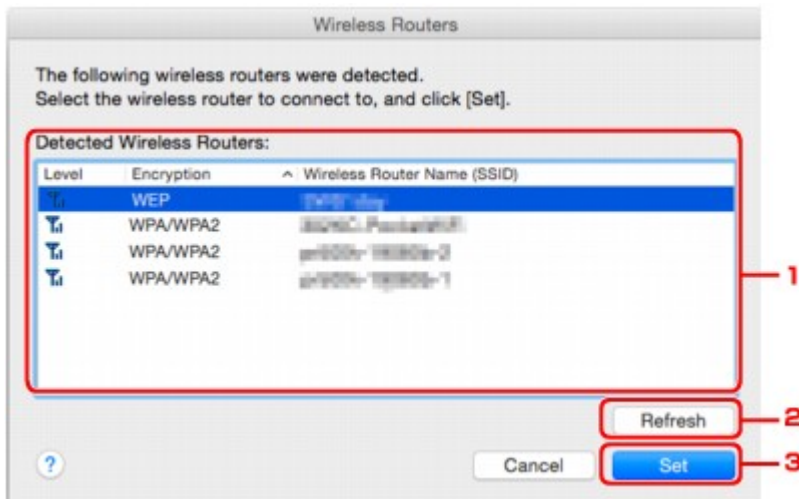 Wireless Routers
The following wireless routers were detected.
Select the wireless router to connect to, and click [Set].
Detected Wireless Routers:
Level Encryption Wireless Router Name (SSID)
WEP
WPA/WPA2
WPA/WPA2
WPA/WPA2
1
Refresh 2
? Cancel Set 3